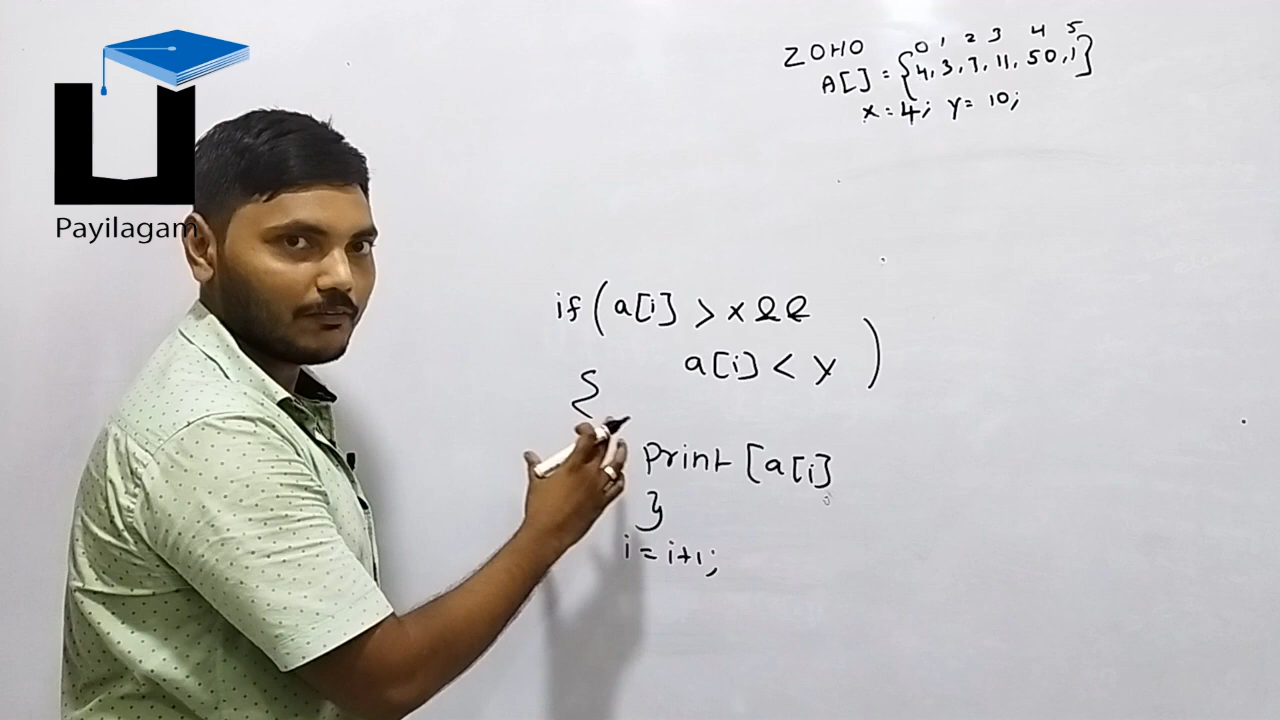 Payilagam
ZOHO
0 1 2 3 4 5
A[] = {4, 3, 7, 11, 50, 1}
x = 4; y = 10;
if (a[i] > x &&
a[i] < y )
{
Print [a[i]
}
i = i+1;